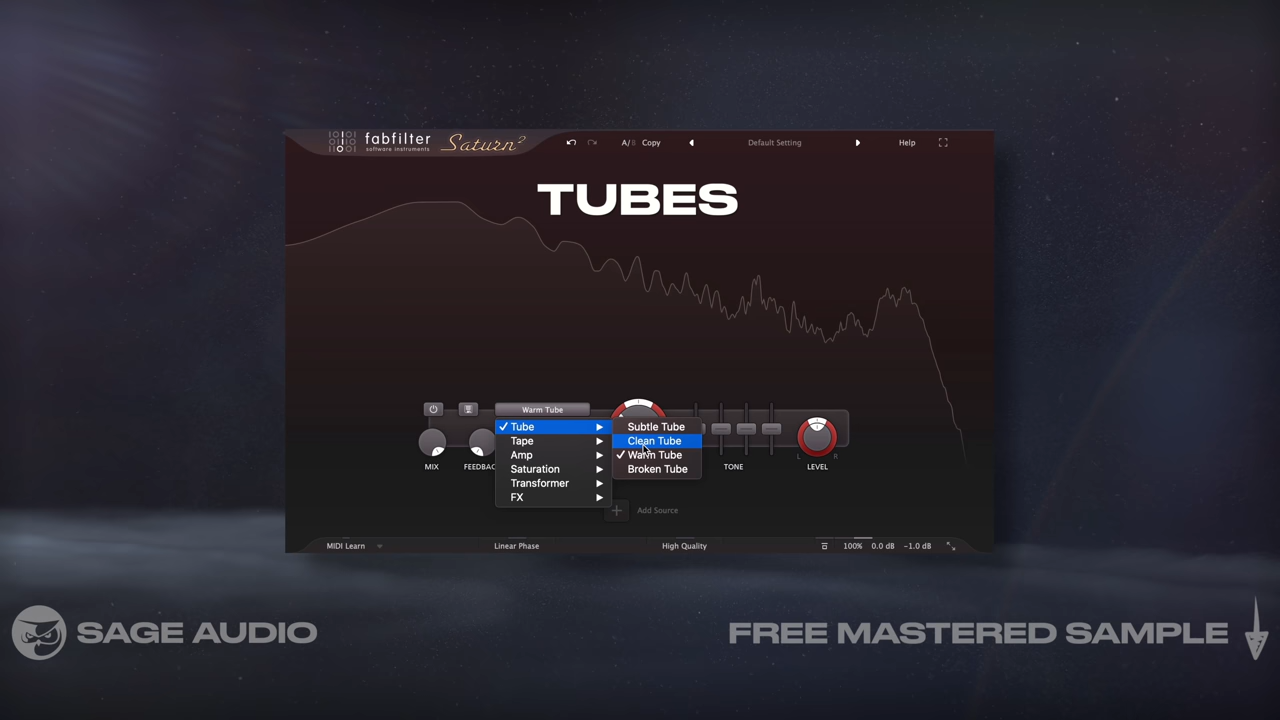 fabfilter
software instruments
Saturn 2
A/B Copy
Default Setting
Help
TUBES
Warm Tube
Tube
Tape
Amp
Saturation
Transformer
FX
Subtle Tube
Clean Tube
Warm Tube
Broken Tube
MIX
FEEDBAC
TONE
L R
LEVEL
+ Add Source
MIDI Learn
Linear Phase
High Quality
100% 0.0 dB -1.0 dB
SAGE AUDIO
FREE MASTERED SAMPLE